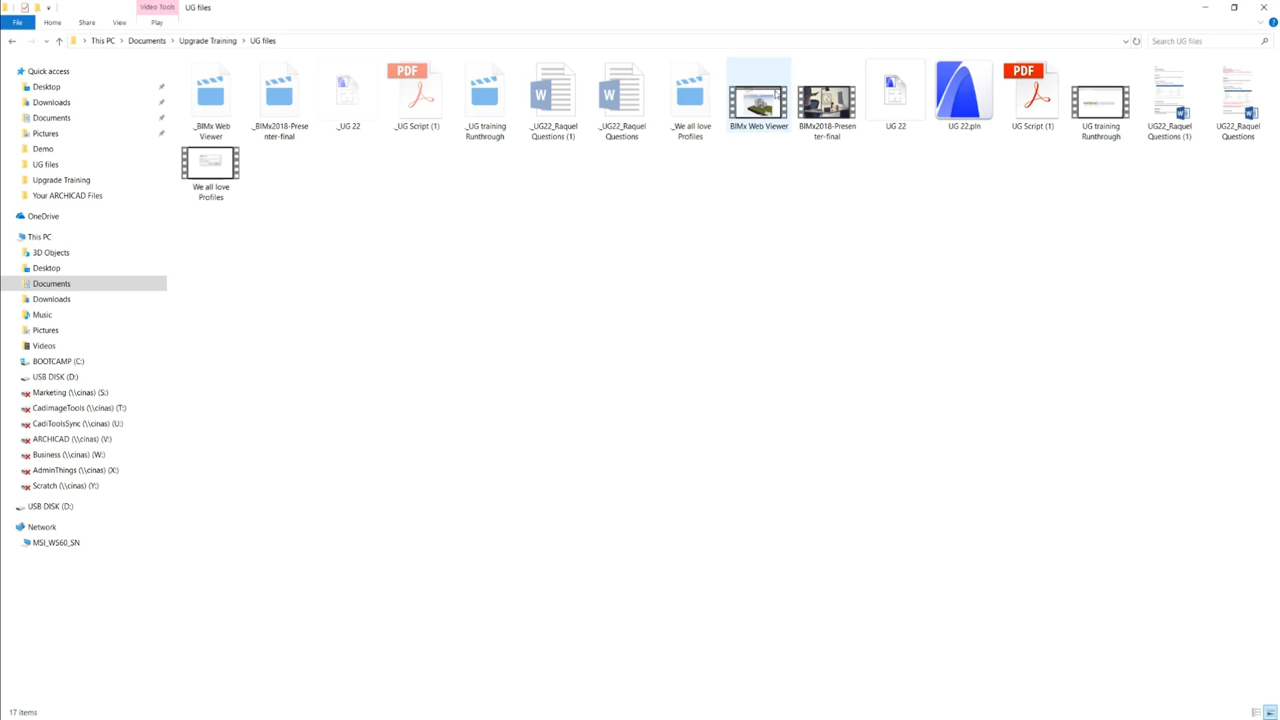 Video Tools UG files
File Home Share View Play
This PC Documents Upgrade Training UG files Search UG files
Quick access
Desktop
Downloads
Documents
Pictures
Demo
UG files
Upgrade Training
Your ARCHICAD Files
OneDrive
This PC
3D Objects
Desktop
Documents
Downloads
Music
Pictures
Videos
BOOTCAMP (C:)
USB DISK (D:)
Marketing (\\cinas) (S:)
CadimageTools (\\cinas) (T:)
CadiToolsSync (\\cinas) (U:)
ARCHICAD (\\cinas) (V:)
Business (\\cinas) (W:)
AdminThings (\\cinas) (X:)
Scratch (\\cinas) (Y:)
USB DISK (D:)
Network
MSI_WS60_SN
PDF PDF
._BIMx Web ._BIMx2018-Prese ._UG 22 ._UG Script (1) ._UG training ._UG22_Raquel ._UG22_Raquel ._We all love BIMx Web Viewer BIMx2018-Presen UG 22 UG 22.pln UG Script (1) UG training UG22_Raquel UG22_Raquel
Viewer nter-final Runthrough Questions (1) Questions Profiles ter-final Runthrough Questions (1) Questions
We all love
Profiles
17 items